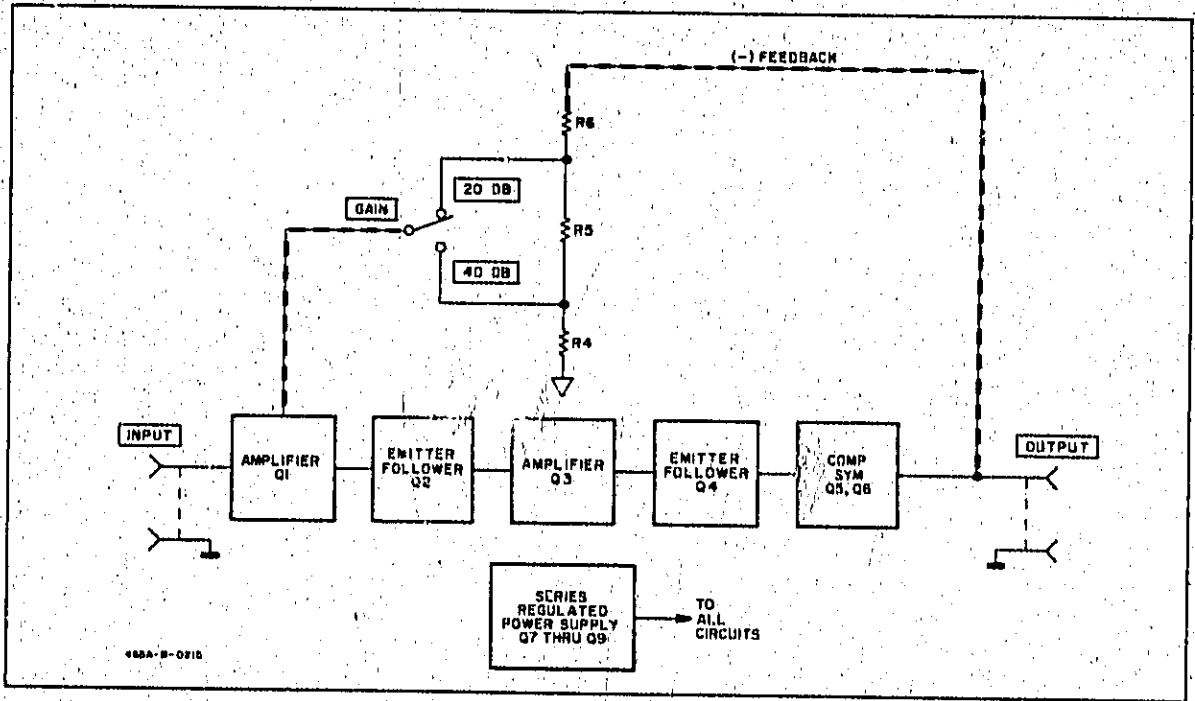 (-) FEEDBACK
R6
20 DB
GAIN
R5
40 DB
R4
INPUT
AMPLIFIER
Q1
EMITTER
FOLLOWER
Q2
AMPLIFIER
Q3
EMITTER
FOLLOWER
Q4
COMP
SYM
Q5, Q6
OUTPUT
SERIES
REGULATED
POWER SUPPLY
Q7 THRU Q9
TO
ALL
CIRCUITS